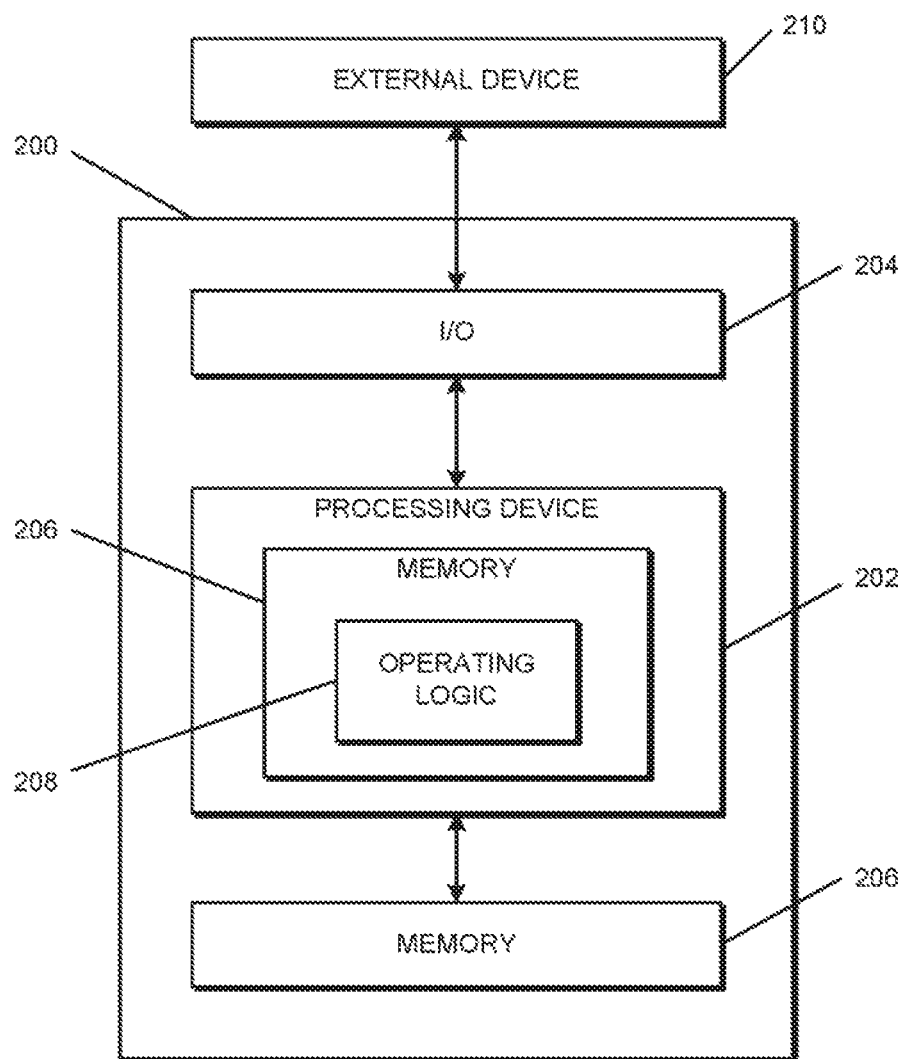 210
EXTERNAL DEVICE
200
204
I/O
PROCESSING DEVICE
206
MEMORY
202
OPERATING
LOGIC
208
206
MEMORY